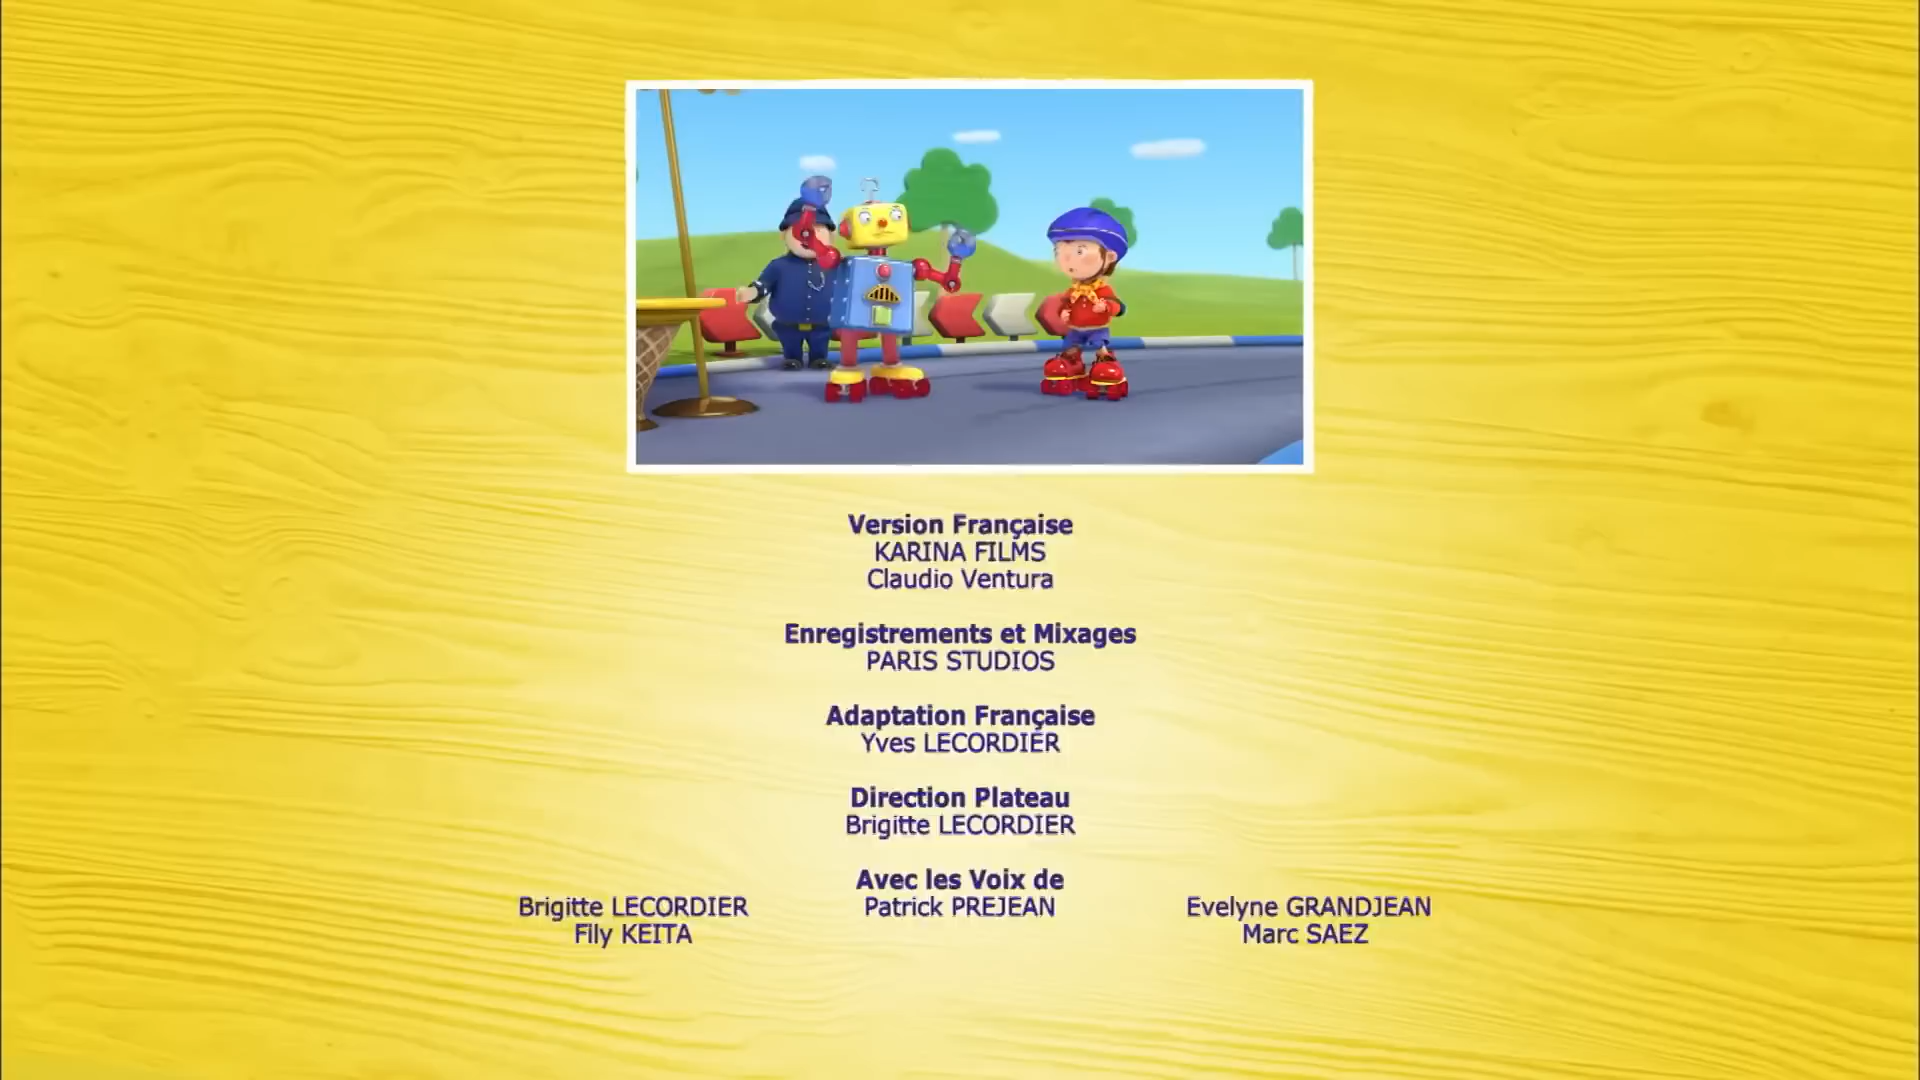 Version Française
KARINA FILMS
Claudio Ventura
Enregistrements et Mixages
PARIS STUDIOS
Adaptation Française
Yves LECORDIER
Direction Plateau
Brigitte LECORDIER
Avec les Voix de
Brigitte LECORDIER Patrick PREJEAN Evelyne GRANDJEAN
Fily KEITA Marc SAEZ